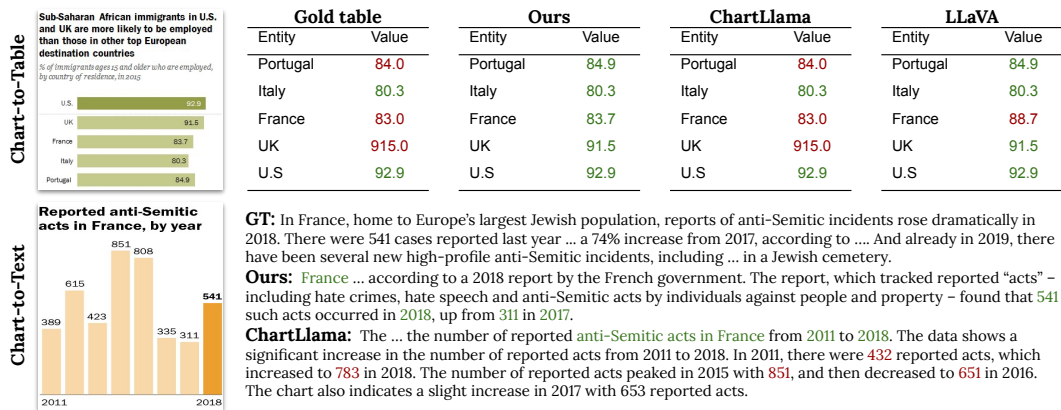 Chart-to-Table
Sub-Saharan African immigrants in U.S.
and UK are more likely to be employed
than those in other top European
destination countries
% of immigrants ages 15 and older who are employed,
by country of residence, in 2015
U.S. 92.9
UK 91.5
France 83.7
Italy 80.3
Portugal 84.9
Gold table
Entity Value
Portugal 84.0
Italy 80.3
France 83.0
UK 915.0
U.S 92.9
Ours
Entity Value
Portugal 84.9
Italy 80.3
France 83.7
UK 91.5
U.S 92.9
ChartLlama
Entity Value
Portugal 84.0
Italy 80.3
France 83.0
UK 915.0
U.S 92.9
LLaVA
Entity Value
Portugal 84.9
Italy 80.3
France 88.7
UK 91.5
U.S 92.9
Chart-to-Text
Reported anti-Semitic
acts in France, by year
389
615
423
851
808
335
311
541
2011 2018
GT: In France, home to Europe's largest Jewish population, reports of anti-Semitic incidents rose dramatically in
2018. There were 541 cases reported last year ... a 74% increase from 2017, according to .... And already in 2019, there
have been several new high-profile anti-Semitic incidents, including ... in a Jewish cemetery.
Ours: France ... according to a 2018 report by the French government. The report, which tracked reported "acts" –
including hate crimes, hate speech and anti-Semitic acts by individuals against people and property – found that 541
such acts occurred in 2018, up from 311 in 2017.
ChartLlama: The ... the number of reported anti-Semitic acts in France from 2011 to 2018. The data shows a
significant increase in the number of reported acts from 2011 to 2018. In 2011, there were 432 reported acts, which
increased to 783 in 2018. The number of reported acts peaked in 2015 with 851, and then decreased to 651 in 2016.
The chart also indicates a slight increase in 2017 with 653 reported acts.